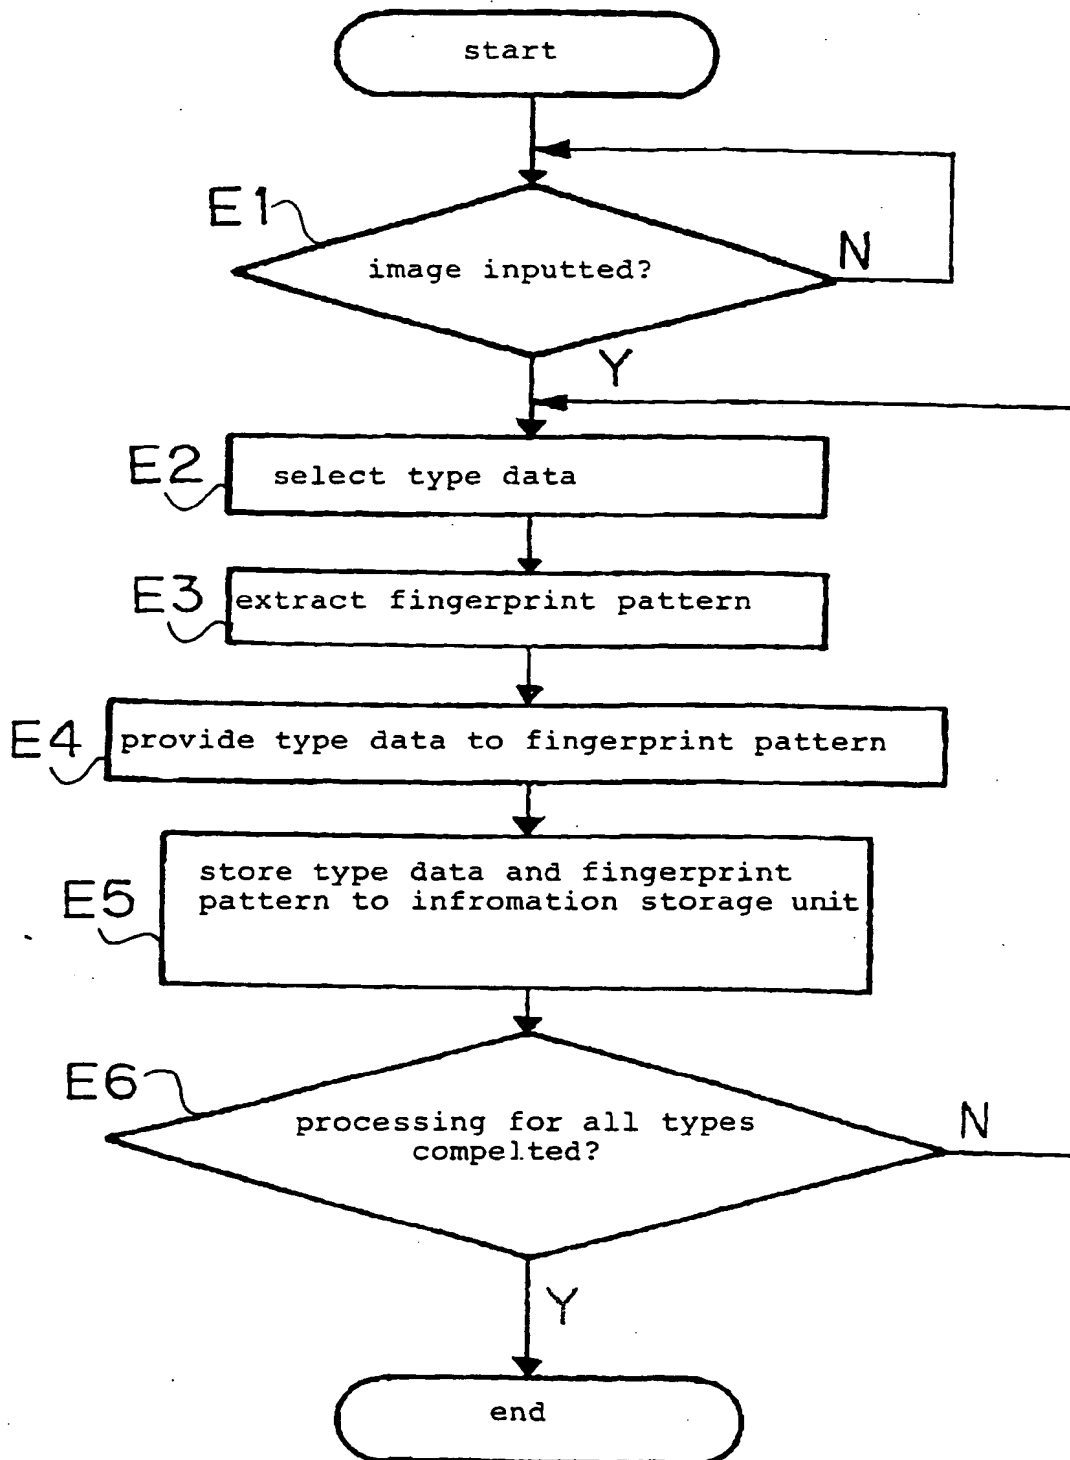 start
E1
image inputted?
N
Y
E2
select type data
E3
extract fingerprint pattern
E4
provide type data to fingerprint pattern
E5
store type data and fingerprint
pattern to infromation storage unit
E6
processing for all types
compelted?
N
Y
end